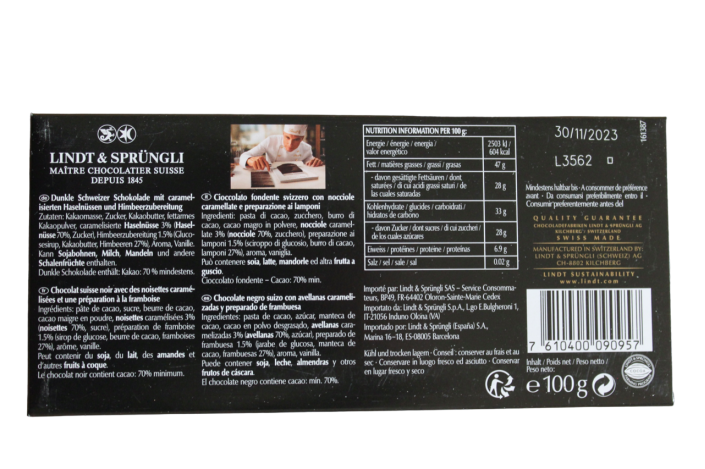 LINDT & SPRÜNGLI
MAÎTRE CHOCOLATIER SUISSE
DEPUIS 1845
Dunkle Schweizer Schokolade mit caramel-
isierten Haselnüssen und Himbeerzubereitung
Zutaten: Kakaomasse, Zucker, Kakaobutter, fettarmes
Kakaopulver, caramelisierte Haselnüsse 3% (Hasel-
nüsse 70%, Zucker), Himbeerzubereitung 1.5% (Gluco-
sesirup, Kakaobutter, Himbeeren 27%), Aroma, Vanille.
Kann Sojabohnen, Milch, Mandeln und andere
Schalenfrüchte enthalten.
Dunkle Schokolade enthält: Kakao: 70 % mindestens.
Chocolat suisse noir avec des noisettes caramé-
lisées et une préparation à la framboise
Ingrédients: pâte de cacao, sucre, beurre de cacao,
cacao maigre en poudre, noisettes caramélisées 3%
(noisettes 70%, sucre), préparation de framboise
1.5% (sirop de glucose, beurre de cacao, framboises
27%), arôme, vanille.
Peut contenir du soja, du lait, des amandes et
d'autres fruits à coque.
Le chocolat noir contient cacao: 70% minimum.
Cioccolato fondente svizzero con nocciole
caramellate e preparazione ai lamponi
Ingredienti: pasta di cacao, zucchero, burro di
cacao, cacao magro in polvere, nocciole caramel-
late 3% (nocciole 70%, zucchero), preparazione ai
lamponi 1.5% (sciroppo di glucosio, burro di cacao,
lamponi 27%), aroma, vaniglia.
Può contenere soia, latte, mandorle ed altra frutta a
guscio.
Cioccolato fondente – Cacao: 70% min.
Chocolate negro suizo con avellanas carameli-
zadas y preparado de frambuesa
Ingredientes: pasta de cacao, azúcar, manteca de
cacao, cacao en polvo desgrasado, avellanas cara-
melizadas 3% (avellanas 70%, azúcar), preparado de
frambuesa 1.5% (jarabe de glucosa, manteca de
cacao, frambuesas 27%), aroma, vainilla.
Puede contener soja, leche, almendras y otros
frutos de cáscara.
El chocolate negro contiene cacao: min. 70%.
NUTRITION INFORMATION PER 100 g:
Energie / énergie / energia / valor energético 2503 kJ / 604 kcal
Fett / matières grasses / grassi / grasas 47 g
- davon gesättigte Fettsäuren / dont saturées / di cui acidi grassi saturi / de las cuales saturadas 28 g
Kohlenhydrate / glucides / carboidrati / hidratos de carbono 33 g
- davon Zucker / dont sucres / di cui zuccheri / de los cuales azúcares 28 g
Eiweiss / protéines / proteine / proteínas 6.9 g
Salz / sel / sale / sal 0.02 g
Importé par: Lindt & Sprüngli SAS – Service Consomma-
teurs, BP49, FR-64402 Oloron-Sainte-Marie Cedex
Importato da: Lindt & Sprüngli S.p.A., L.go E.Bulgheroni 1,
IT-21056 Induno Olona (VA)
Importado por: Lindt & Sprüngli (España) S.A.,
Marina 16–18, ES-08005 Barcelona
Kühl und trocken lagern · Conseil : conserver au frais et au
sec · Conservare in luogo fresco ed asciutto · Conservar
en lugar fresco y seco
30/11/2023
L3562
161387
Mindestens haltbar bis · A consommer de préférence
avant · Da consumarsi preferibilmente entro il ·
Consumir preferentemente antes del
QUALITY GUARANTEE
CHOCOLADEFABRIKEN LINDT & SPRÜNGLI AG
KILCHBERG / SWITZERLAND
SWISS MADE
MANUFACTURED IN SWITZERLAND BY:
LINDT & SPRÜNGLI (SCHWEIZ) AG
CH-8802 KILCHBERG
LINDT SUSTAINABILITY
www.lindt.com
7 610400 090957
Inhalt / Poids net / Peso netto /
Peso neto:
e 100 g